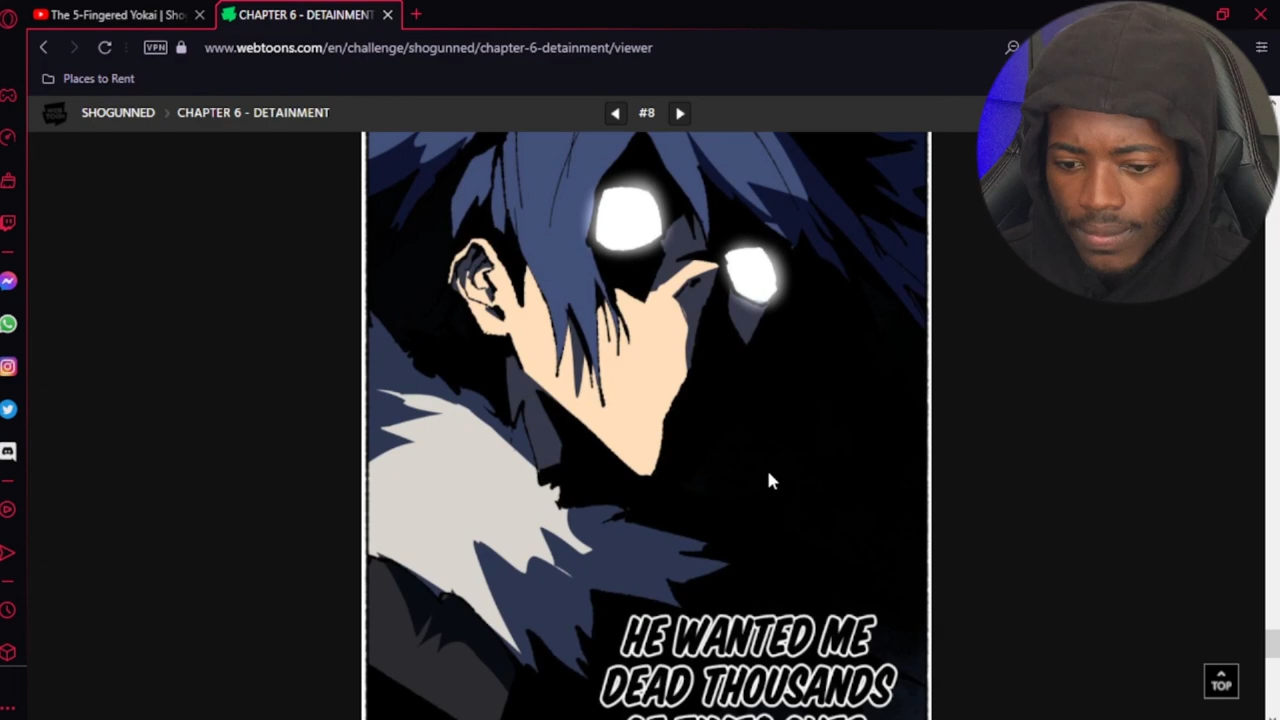 The 5-Fingered Yokai | Sho
CHAPTER 6 - DETAINMENT
VPN
www.webtoons.com/en/challenge/shogunned/chapter-6-detainment/viewer
Places to Rent
SHOGUNNED
CHAPTER 6 - DETAINMENT
#8
HE WANTED ME
DEAD THOUSANDS
TOP